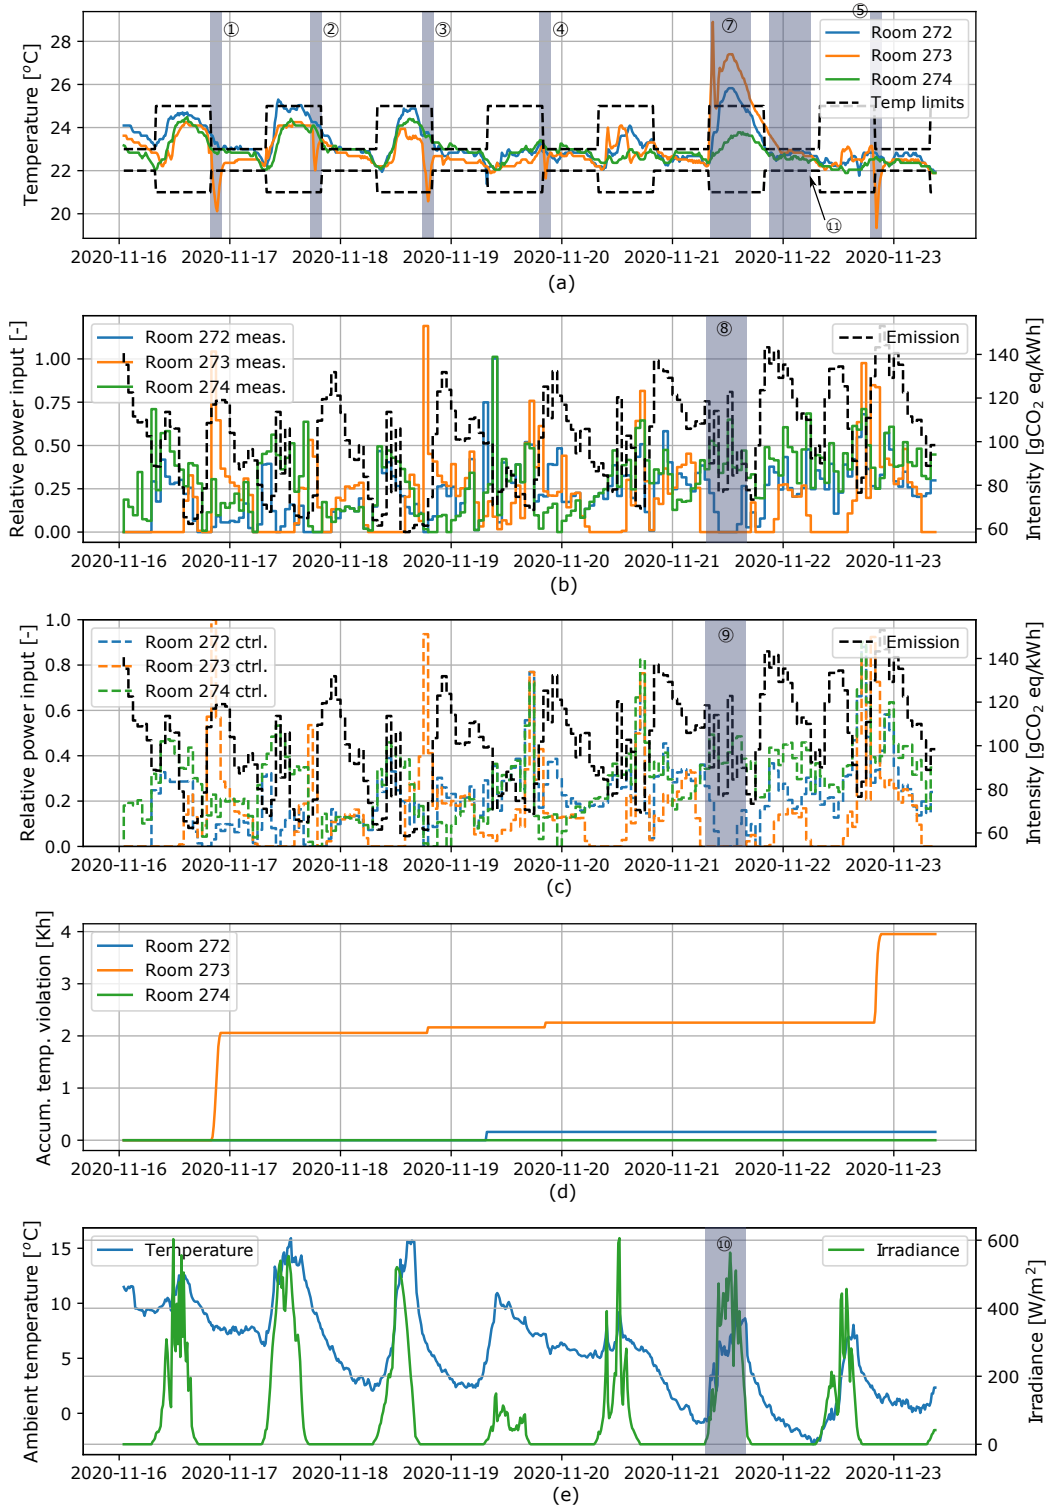 ① ② ③ ④ ⑦ ⑤
Room 272
Room 273
Room 274
Temp limits
⑪
Temperature [°C]
28
26
24
22
20
2020-11-16 2020-11-17 2020-11-18 2020-11-19 2020-11-20 2020-11-21 2020-11-22 2020-11-23
(a)
Room 272 meas.
Room 273 meas.
Room 274 meas.
⑧
Emission
Relative power input [-]
1.00
0.75
0.50
0.25
0.00
140
120
100
80
60
Intensity [gCO2 eq/kWh]
2020-11-16 2020-11-17 2020-11-18 2020-11-19 2020-11-20 2020-11-21 2020-11-22 2020-11-23
(b)
Room 272 ctrl.
Room 273 ctrl.
Room 274 ctrl.
⑨
Emission
Relative power input [-]
1.0
0.8
0.6
0.4
0.2
0.0
140
120
100
80
60
Intensity [gCO2 eq/kWh]
2020-11-16 2020-11-17 2020-11-18 2020-11-19 2020-11-20 2020-11-21 2020-11-22 2020-11-23
(c)
Room 272
Room 273
Room 274
Accum. temp. violation [Kh]
4
3
2
1
0
2020-11-16 2020-11-17 2020-11-18 2020-11-19 2020-11-20 2020-11-21 2020-11-22 2020-11-23
(d)
Temperature
⑩
Irradiance
Ambient temperature [°C]
15
10
5
0
600
400
200
0
Irradiance [W/m²]
2020-11-16 2020-11-17 2020-11-18 2020-11-19 2020-11-20 2020-11-21 2020-11-22 2020-11-23
(e)